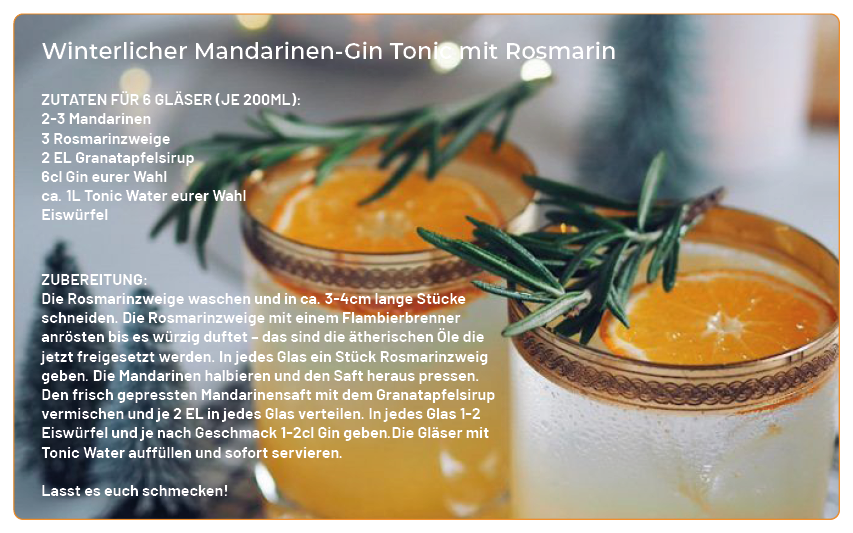 Winterlicher Mandarinen-Gin Tonic mit Rosmarin
ZUTATEN FÜR 6 GLÄSER (JE 200ML):
2-3 Mandarinen
3 Rosmarinzweige
2 EL Granatapfelsirup
6cl Gin eurer Wahl
ca. 1L Tonic Water eurer Wahl
Eiswürfel
ZUBEREITUNG:
Die Rosmarinzweige waschen und in ca. 3-4cm lange Stücke
schneiden. Die Rosmarinzweige mit einem Flambierbrenner
anrösten bis es würzig duftet – das sind die ätherischen Öle die
jetzt freigesetzt werden. In jedes Glas ein Stück Rosmarinzweig
geben. Die Mandarinen halbieren und den Saft heraus pressen.
Den frisch gepressten Mandarinensaft mit dem Granatapfelsirup
vermischen und je 2 EL in jedes Glas verteilen. In jedes Glas 1-2
Eiswürfel und je nach Geschmack 1-2cl Gin geben.Die Gläser mit
Tonic Water auffüllen und sofort servieren.
Lasst es euch schmecken!